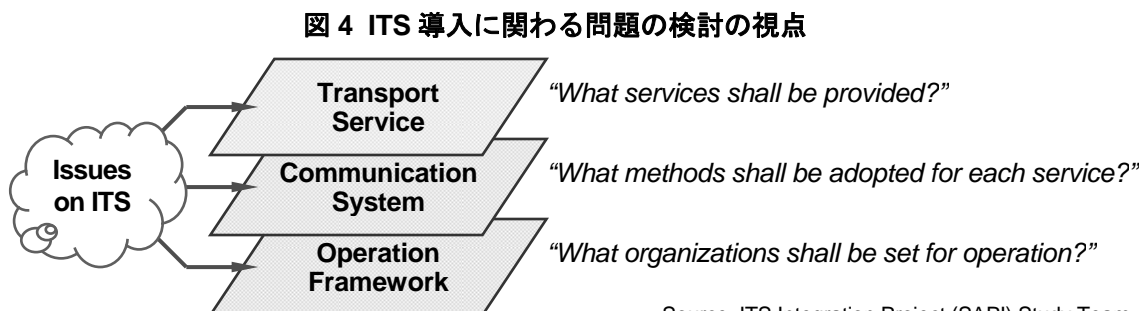 図 4 ITS 導入に関わる問題の検討の視点
Transport
Service
“What services shall be provided?”
Issues
on ITS
Communication
System
“What methods shall be adopted for each service?”
Operation
Framework
“What organizations shall be set for operation?”
Source: ITS Integration Project (SAPI) Study Team